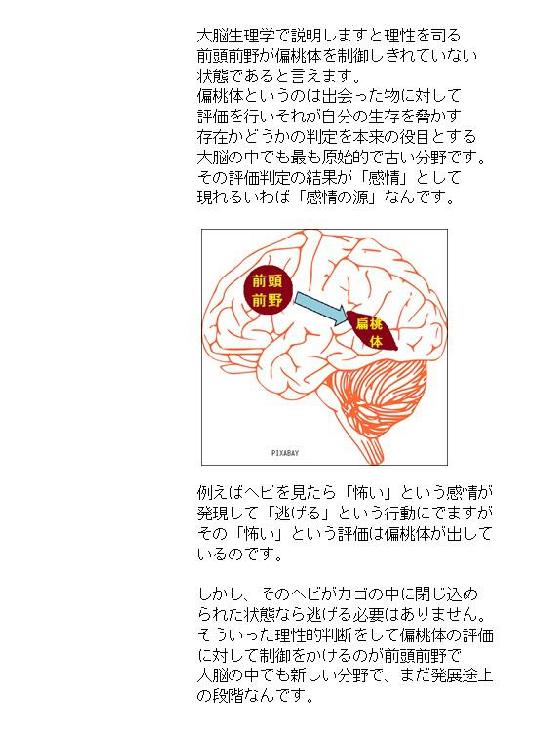 大脳生理学で説明しますと理性を司る
前頭前野が偏桃体を制御しきれていない
状態であると言えます。
偏桃体というのは出会った物に対して
評価を行いそれが自分の生存を脅かす
存在かどうかの判定を本来の役目とする
大脳の中でも最も原始的で古い分野です。
その評価判定の結果が「感情」として
現れるいわば「感情の源」なんです。
前頭
前野
扁桃
体
PIXABAY
例えばヘビを見たら「怖い」という感情が
発現して「逃げる」という行動にでますが
その「怖い」という評価は偏桃体が出して
いるのです。
しかし、そのヘビがカゴの中に閉じ込め
られた状態なら逃げる必要はありません。
そういった理性的判断をして偏桃体の評価
に対して制御をかけるのが前頭前野で
人脳の中でも新しい分野で、まだ発展途上
の段階なんです。